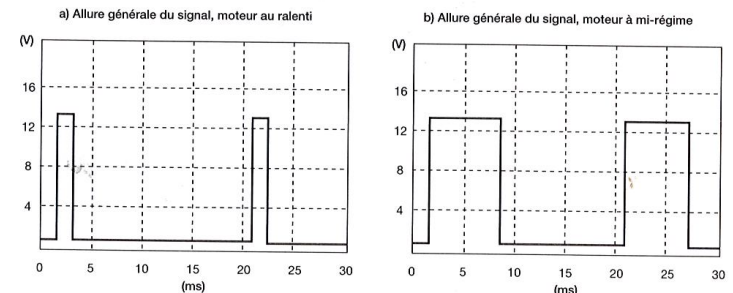 a) Allure générale du signal, moteur au ralenti
(V)
16
12
8
4
0 5 10 15 20 25 30
(ms)
b) Allure générale du signal, moteur à mi-régime
(V)
16
12
8
4
0 5 10 15 20 25 30
(ms)